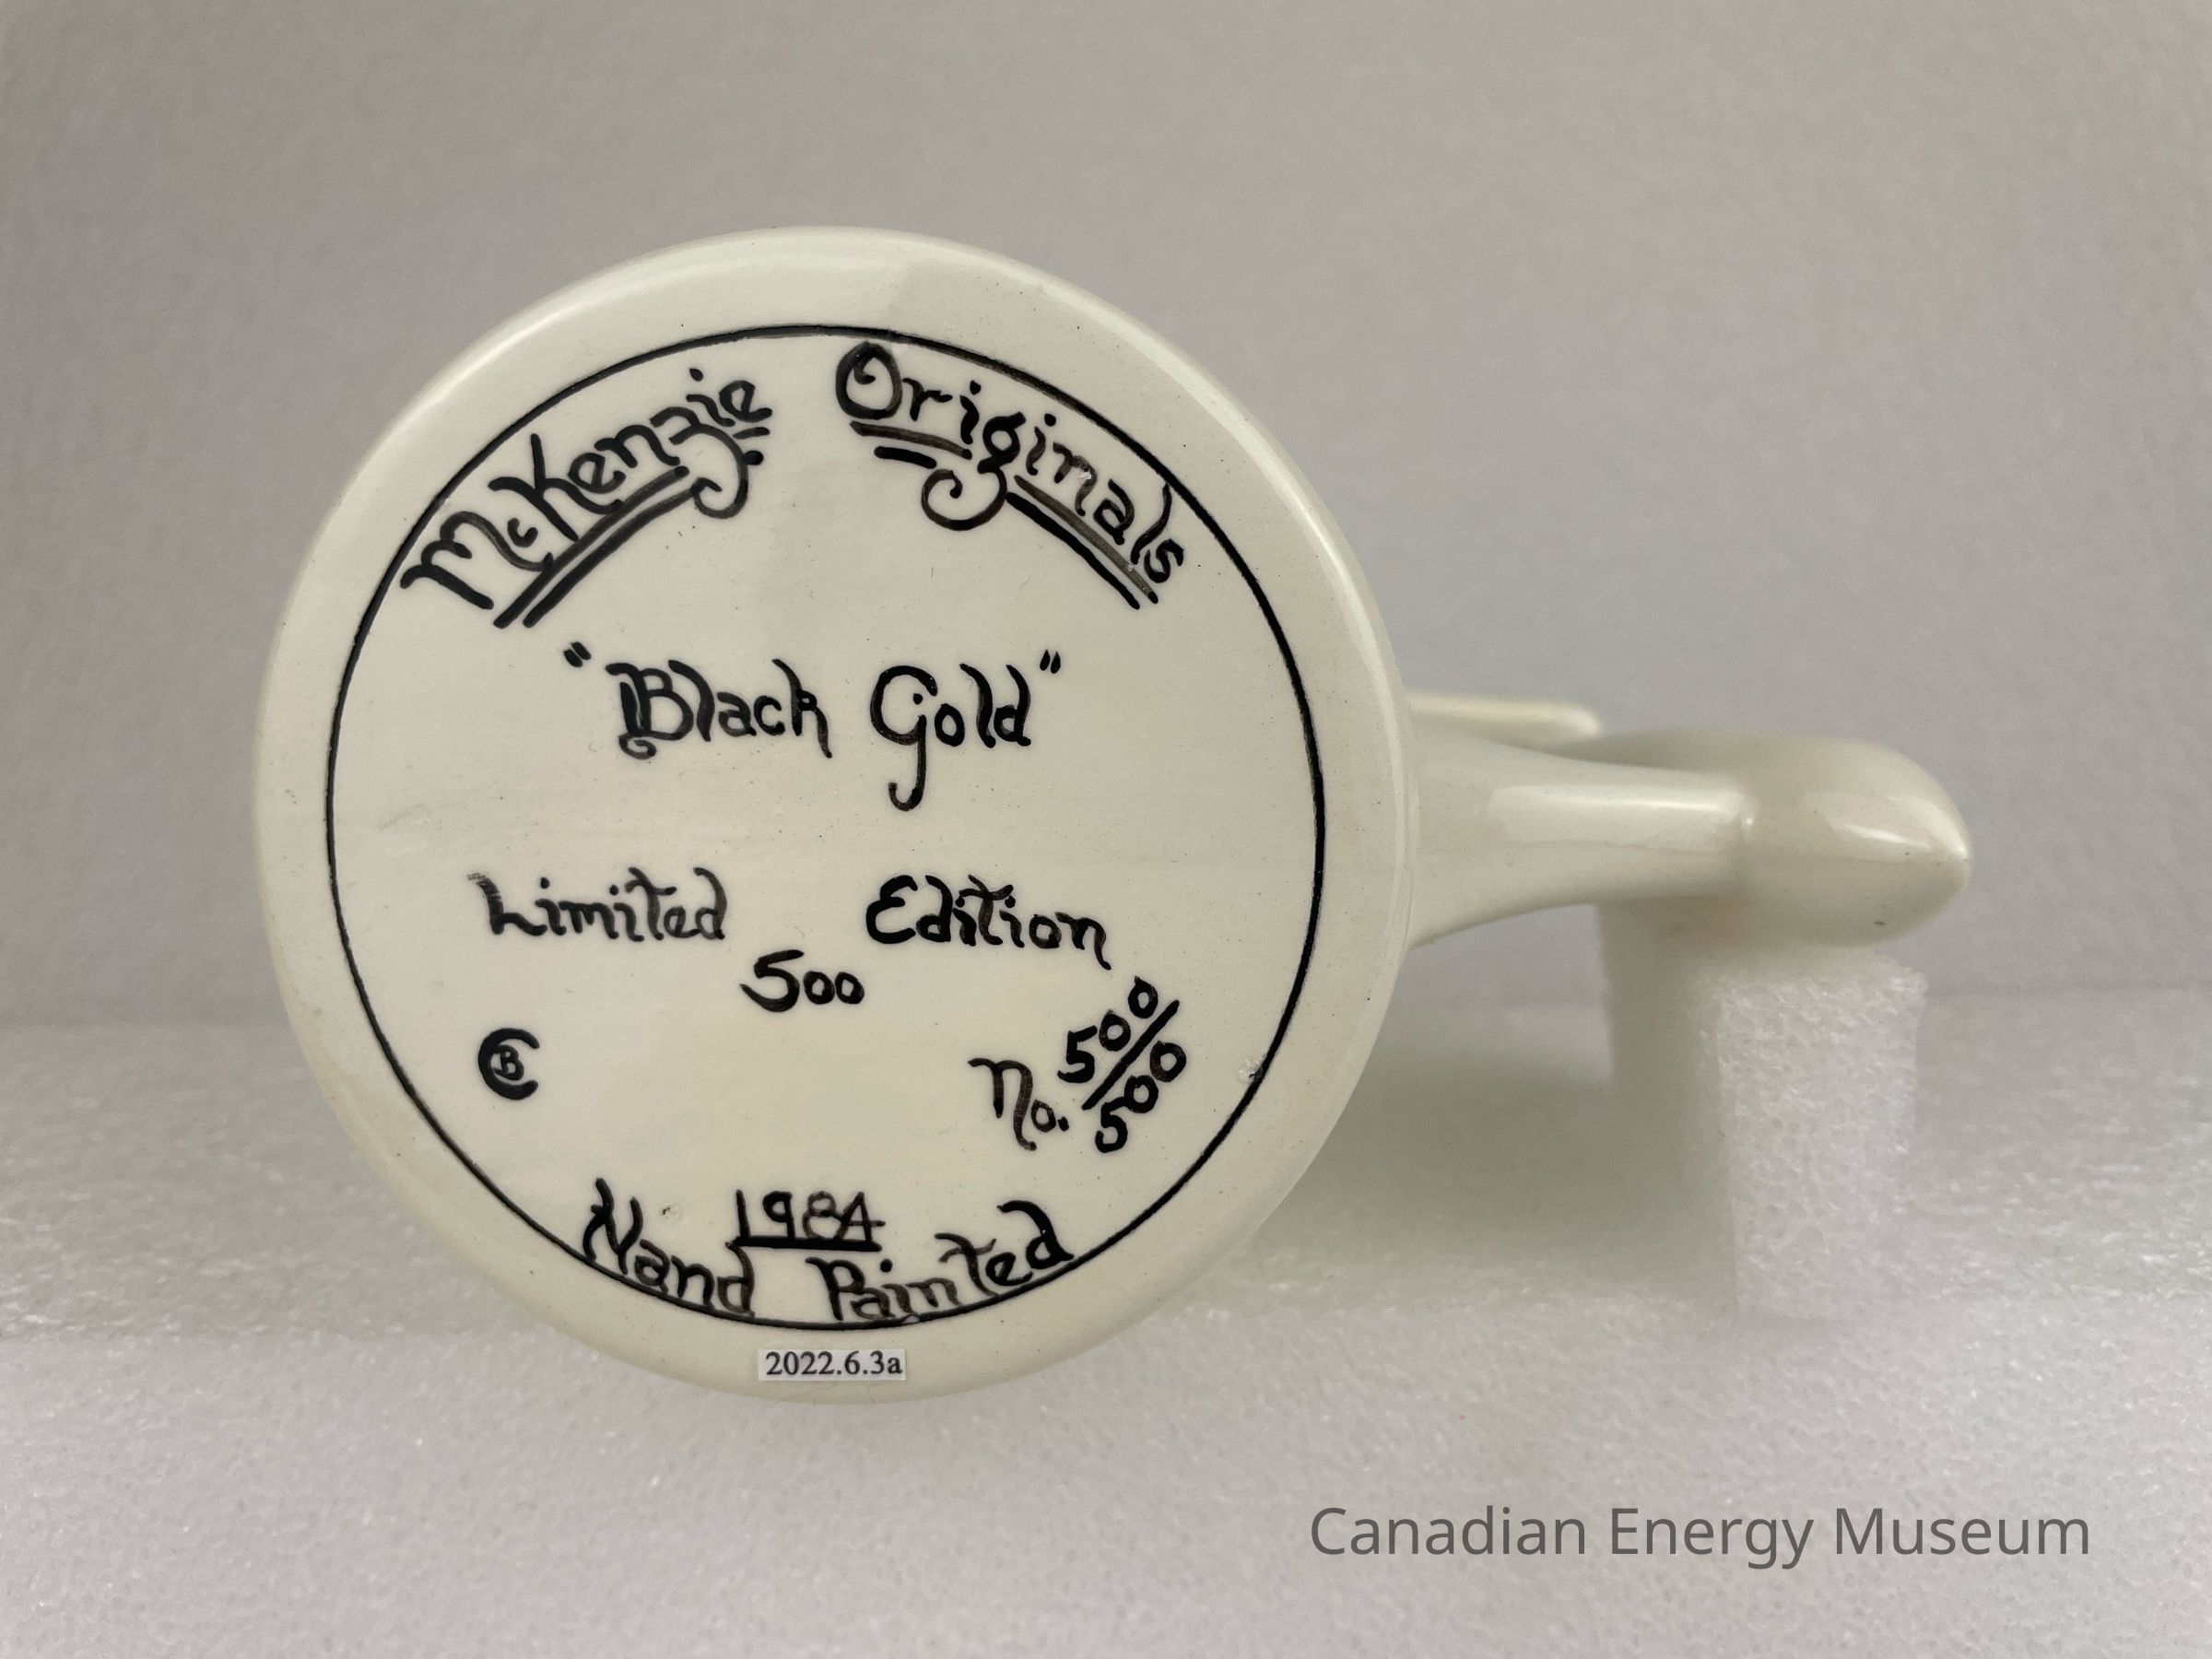 McKenzie Originals
"Black Gold"
Limited Edition
500
CB
No. 500/500
1984
Hand Painted
2022.6.3a
Canadian Energy Museum